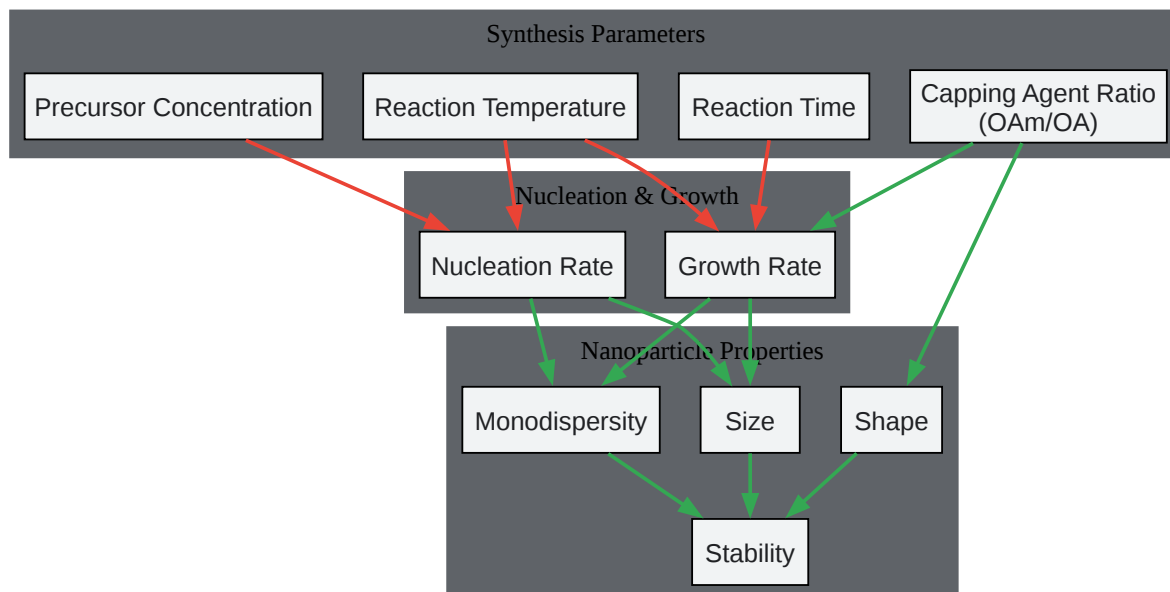 Synthesis Parameters
Precursor Concentration
Reaction Temperature
Reaction Time
Capping Agent Ratio
(OAm/OA)
Nucleation & Growth
Nucleation Rate
Growth Rate
Nanoparticle Properties
Monodispersity
Size
Shape
Stability